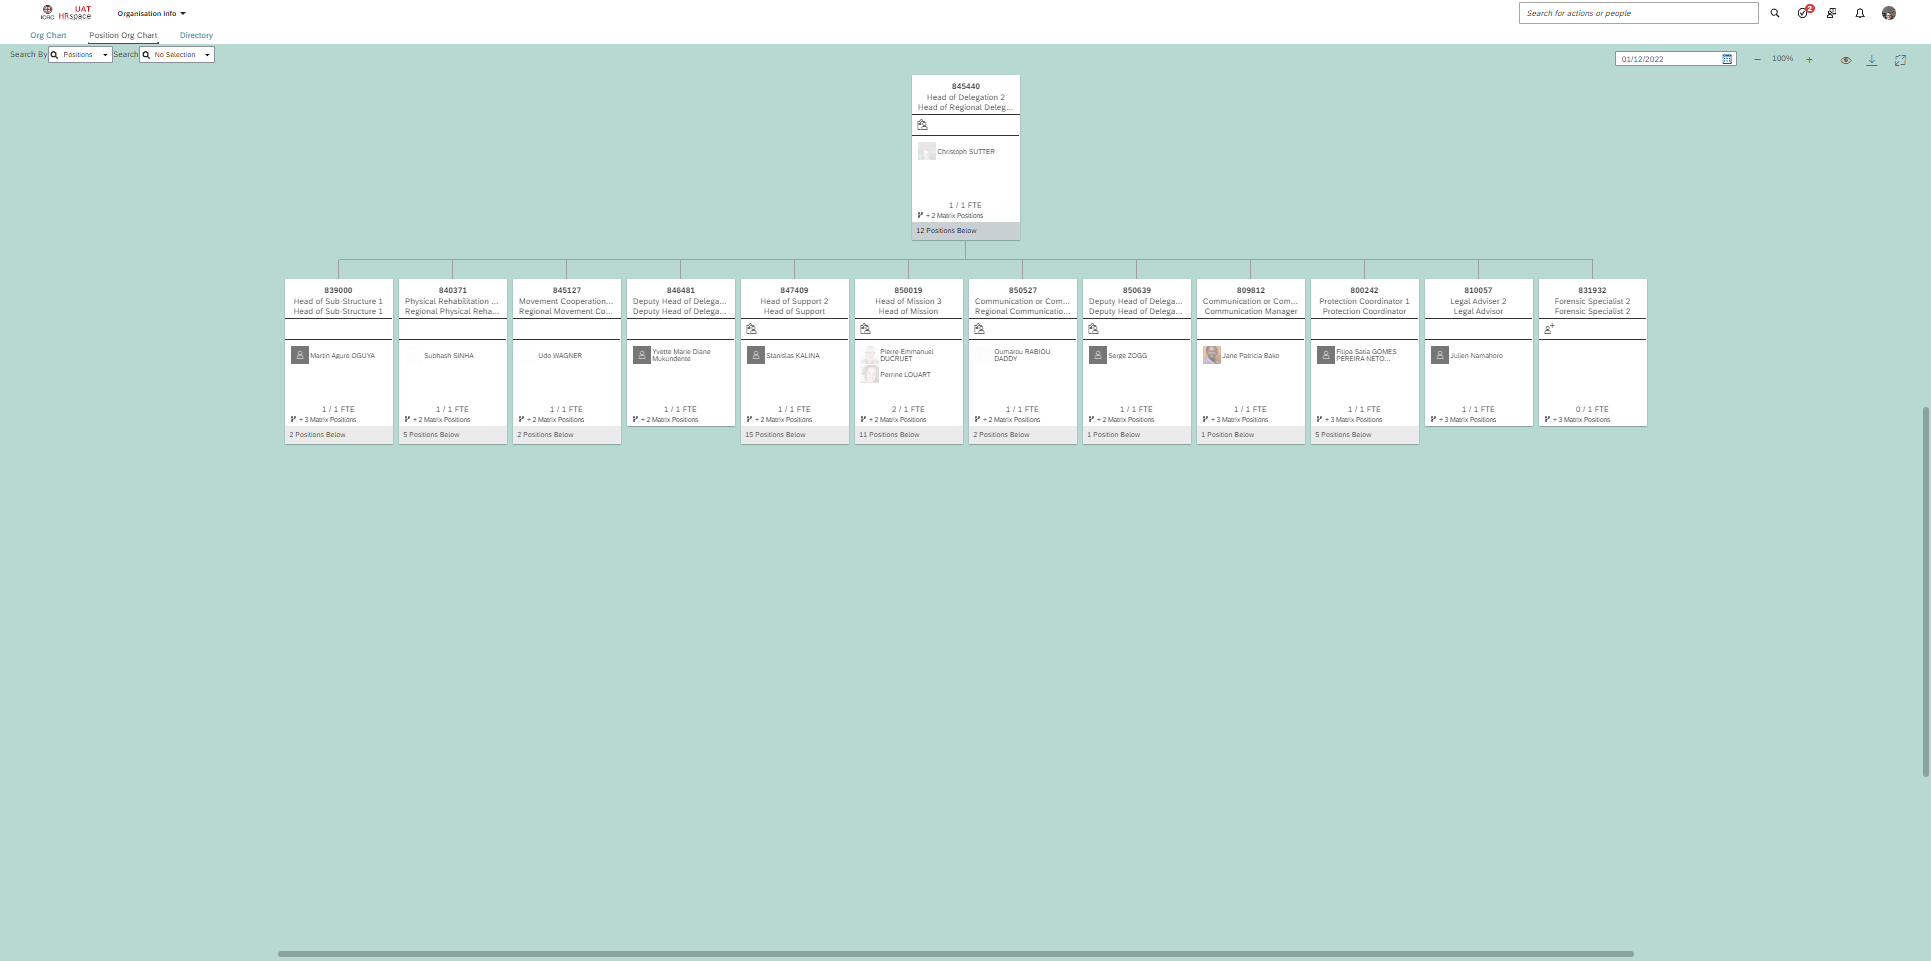 ICRC
UAT
HRspace
Organisation Info
Search for actions or people
2
Org Chart
Position Org Chart
Directory
Search By
Positions
Search
No Selection
01/12/2022
100%
845440
Head of Delegation 2
Head of Regional Deleg...
Christoph SUTTER
1 / 1 FTE
+ 2 Matrix Positions
12 Positions Below
839000
Head of Sub-Structure 1
Head of Sub-Structure 1
Martin Agure OGUYA
1 / 1 FTE
+ 3 Matrix Positions
2 Positions Below
840371
Physical Rehabilitation ...
Regional Physical Reha...
Subhash SINHA
1 / 1 FTE
+ 2 Matrix Positions
5 Positions Below
845127
Movement Cooperation...
Regional Movement Co...
Udo WAGNER
1 / 1 FTE
+ 2 Matrix Positions
2 Positions Below
846481
Deputy Head of Delega...
Deputy Head of Delega...
Yvette Marie Diane
Mukundente
1 / 1 FTE
+ 2 Matrix Positions
847409
Head of Support 2
Head of Support
Stanislas KALINA
1 / 1 FTE
+ 2 Matrix Positions
15 Positions Below
850019
Head of Mission 3
Head of Mission
Pierre-Emmanuel
DUCRUET
Perrine LOUART
2 / 1 FTE
+ 2 Matrix Positions
11 Positions Below
850527
Communication or Com...
Regional Communicatio...
Oumarou RABIOU
DADDY
1 / 1 FTE
+ 2 Matrix Positions
2 Positions Below
850639
Deputy Head of Delega...
Deputy Head of Delega...
Serge ZOGG
1 / 1 FTE
+ 2 Matrix Positions
1 Position Below
809812
Communication or Com...
Communication Manager
Jane Patricia Bako
1 / 1 FTE
+ 3 Matrix Positions
1 Position Below
800242
Protection Coordinator 1
Protection Coordinator
Filipa Satia GOMES
PEREIRA NETO...
1 / 1 FTE
+ 3 Matrix Positions
5 Positions Below
810057
Legal Adviser 2
Legal Advisor
Julien Namahoro
1 / 1 FTE
+ 3 Matrix Positions
831932
Forensic Specialist 2
Forensic Specialist 2
0 / 1 FTE
+ 3 Matrix Positions